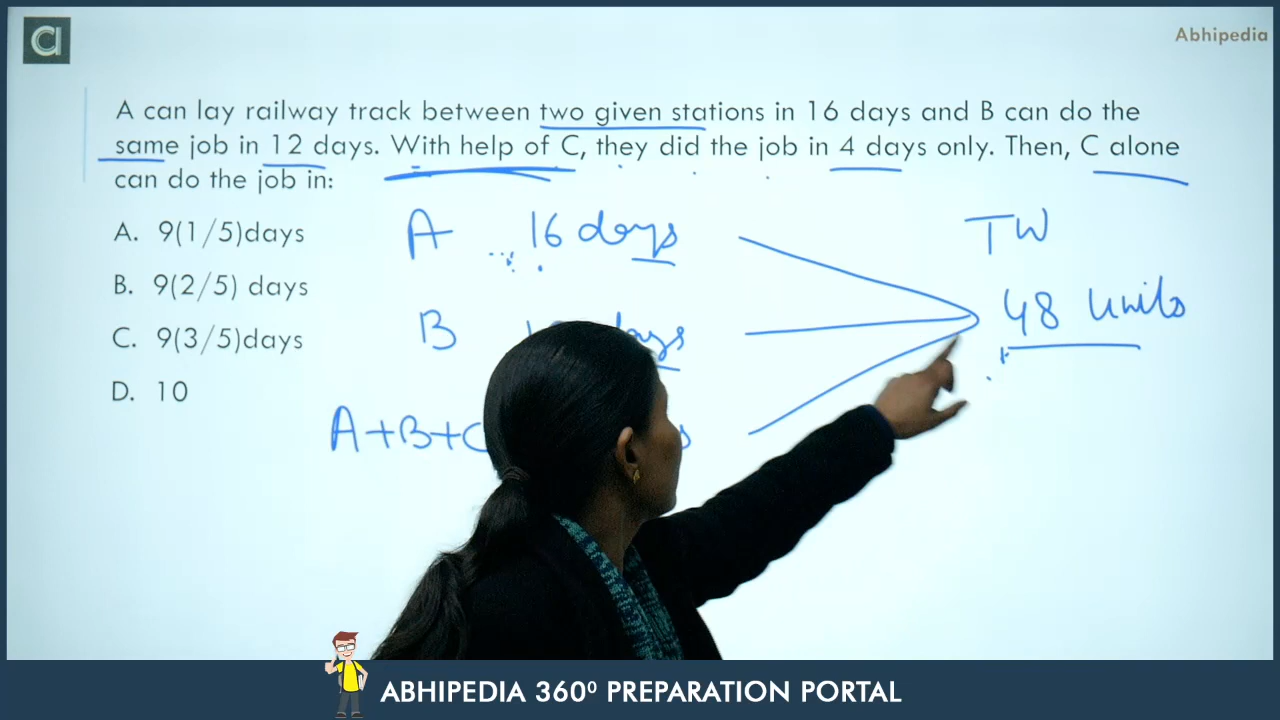 Abhipedia
A can lay railway track between two given stations in 16 days and B can do the
same job in 12 days. With help of C, they did the job in 4 days only. Then, C alone
can do the job in:
A. 9(1/5)days
B. 9(2/5) days
C. 9(3/5)days
D. 10
A 16 days
TW
B days
48 units
A+B+C
ABHIPEDIA 360⁰ PREPARATION PORTAL